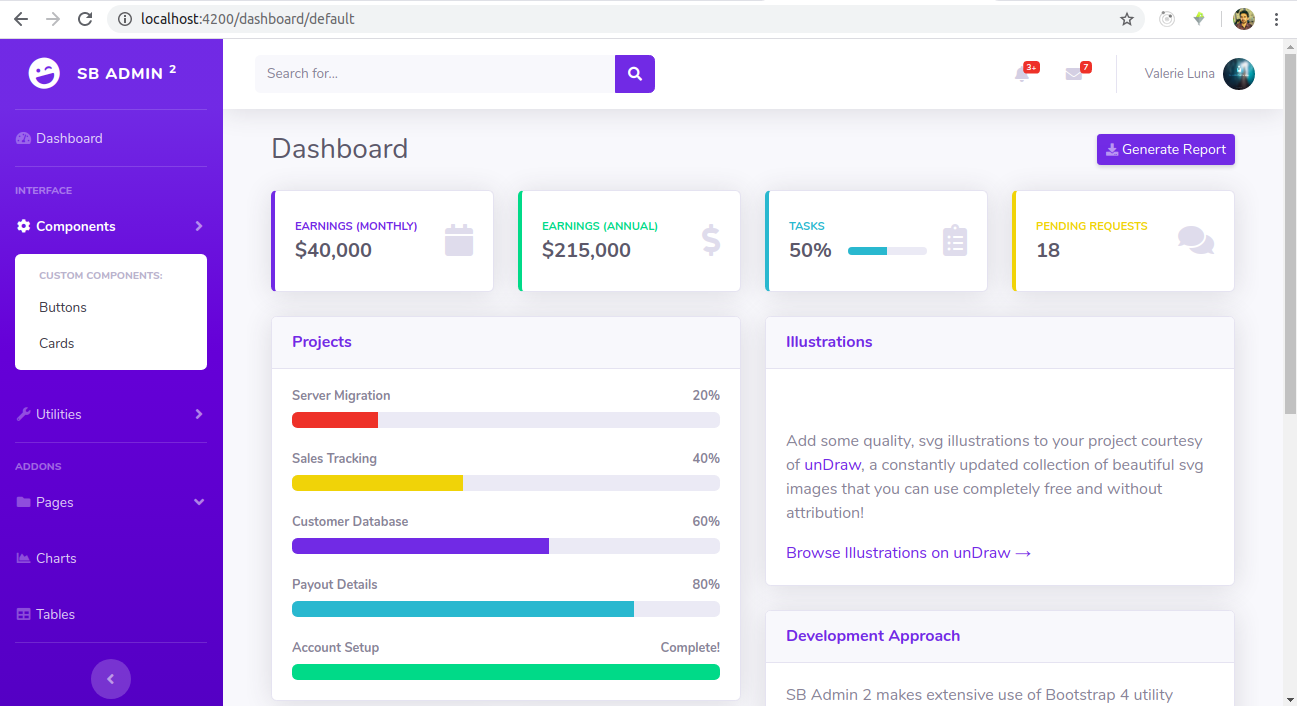 localhost:4200/dashboard/default
SB ADMIN 2
Search for...
3+
7
Valerie Luna
Dashboard
INTERFACE
Components
CUSTOM COMPONENTS:
Buttons
Cards
Utilities
ADDONS
Pages
Charts
Tables
Dashboard
Generate Report
EARNINGS (MONTHLY)
$40,000
EARNINGS (ANNUAL)
$215,000
TASKS
50%
PENDING REQUESTS
18
Projects
Server Migration 20%
Sales Tracking 40%
Customer Database 60%
Payout Details 80%
Account Setup Complete!
Illustrations
Add some quality, svg illustrations to your project courtesy
of unDraw, a constantly updated collection of beautiful svg
images that you can use completely free and without
attribution!
Browse Illustrations on unDraw →
Development Approach
SB Admin 2 makes extensive use of Bootstrap 4 utility